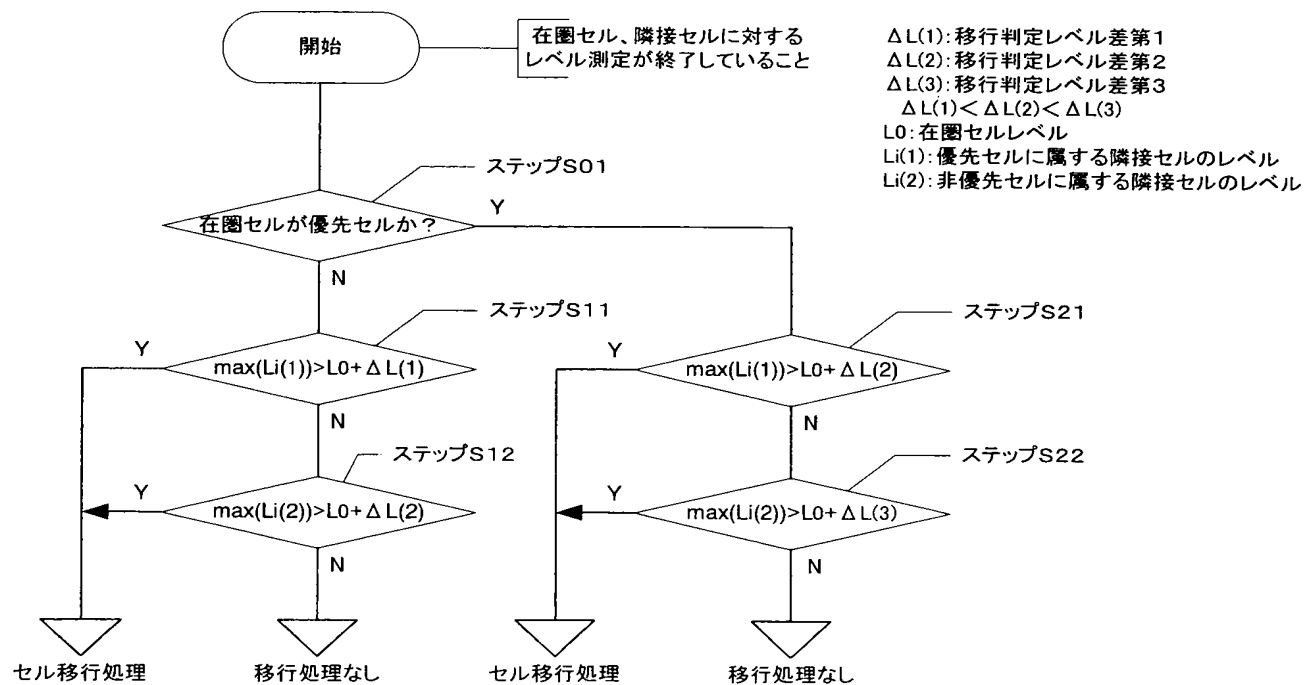 開始
在圏セル、隣接セルに対する
レベル測定が終了していること
ΔL(1):移行判定レベル差第1
ΔL(2):移行判定レベル差第2
ΔL(3):移行判定レベル差第3
ΔL(1)<ΔL(2)<ΔL(3)
L0:在圏セルレベル
Li(1):優先セルに属する隣接セルのレベル
Li(2):非優先セルに属する隣接セルのレベル
ステップS01
在圏セルが優先セルか?
Y
N
ステップS11
Y
max(Li(1))>L0+ΔL(1)
N
ステップS12
Y
max(Li(2))>L0+ΔL(2)
N
セル移行処理
移行処理なし
ステップS21
Y
max(Li(1))>L0+ΔL(2)
N
ステップS22
Y
max(Li(2))>L0+ΔL(3)
N
セル移行処理
移行処理なし